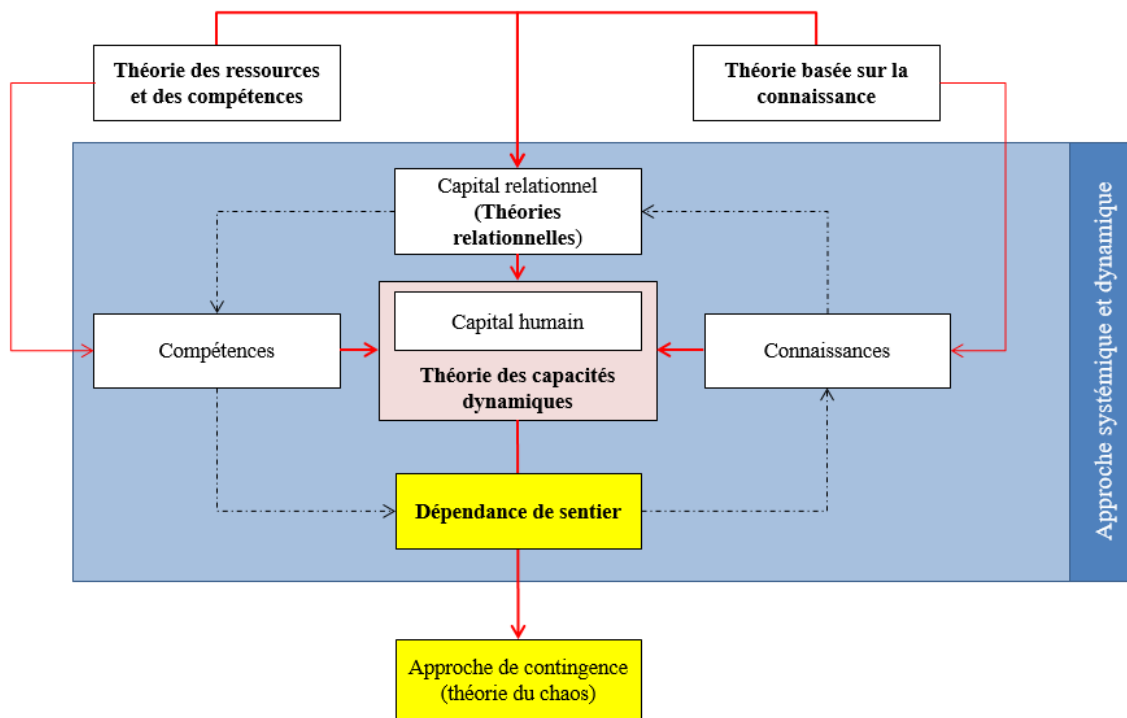 Théorie des ressources
et des compétences
Théorie basée sur la
connaissance
Capital relationnel
(Théories
relationnelles)
Capital humain
Théorie des capacités
dynamiques
Compétences
Connaissances
Dépendance de sentier
Approche de contingence
(théorie du chaos)
Approche systémique et dynamique